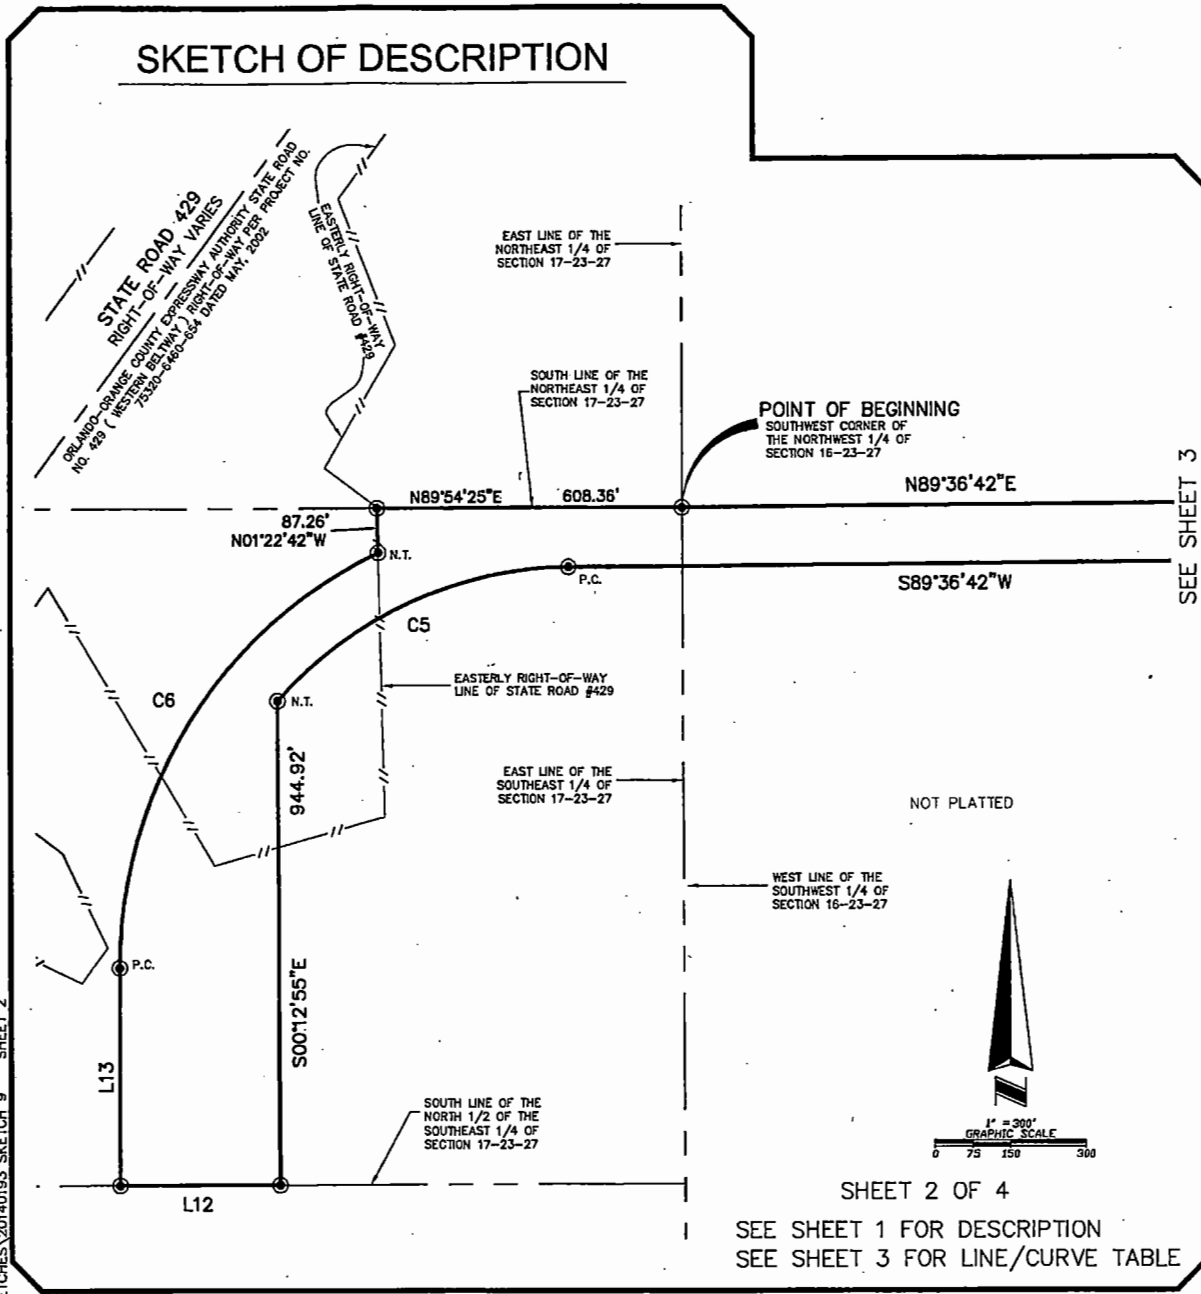 SKETCH OF DESCRIPTION
STATE ROAD 429
RIGHT-OF-WAY VARIES
ORLANDO-ORANGE COUNTY EXPRESSWAY AUTHORITY STATE ROAD
NO. 429 ( WESTERN BELTWAY ) RIGHT-OF-WAY PER PROJECT NO.
75320-6460-654 DATED MAY, 2002
EASTERLY RIGHT-OF-WAY
LINE OF STATE ROAD #429
EAST LINE OF THE
NORTHEAST 1/4 OF
SECTION 17-23-27
SOUTH LINE OF THE
NORTHEAST 1/4 OF
SECTION 17-23-27
POINT OF BEGINNING
SOUTHWEST CORNER OF
THE NORTHWEST 1/4 OF
SECTION 16-23-27
N89°54'25"E
608.36'
N89°36'42"E
SEE SHEET 3
87.26'
N01°22'42"W
N.T.
P.C.
S89°36'42"W
C5
C6
EASTERLY RIGHT-OF-WAY
LINE OF STATE ROAD #429
N.T.
944.92'
S00°12'55"E
EAST LINE OF THE
SOUTHEAST 1/4 OF
SECTION 17-23-27
NOT PLATTED
WEST LINE OF THE
SOUTHWEST 1/4 OF
SECTION 16-23-27
P.C.
L13
SOUTH LINE OF THE
NORTH 1/2 OF THE
SOUTHEAST 1/4 OF
SECTION 17-23-27
L12
N
1" =300'
GRAPHIC SCALE
0 75 150 300
SHEET 2 OF 4
SEE SHEET 1 FOR DESCRIPTION
SEE SHEET 3 FOR LINE/CURVE TABLE
SKETCH 9 SHEET 2